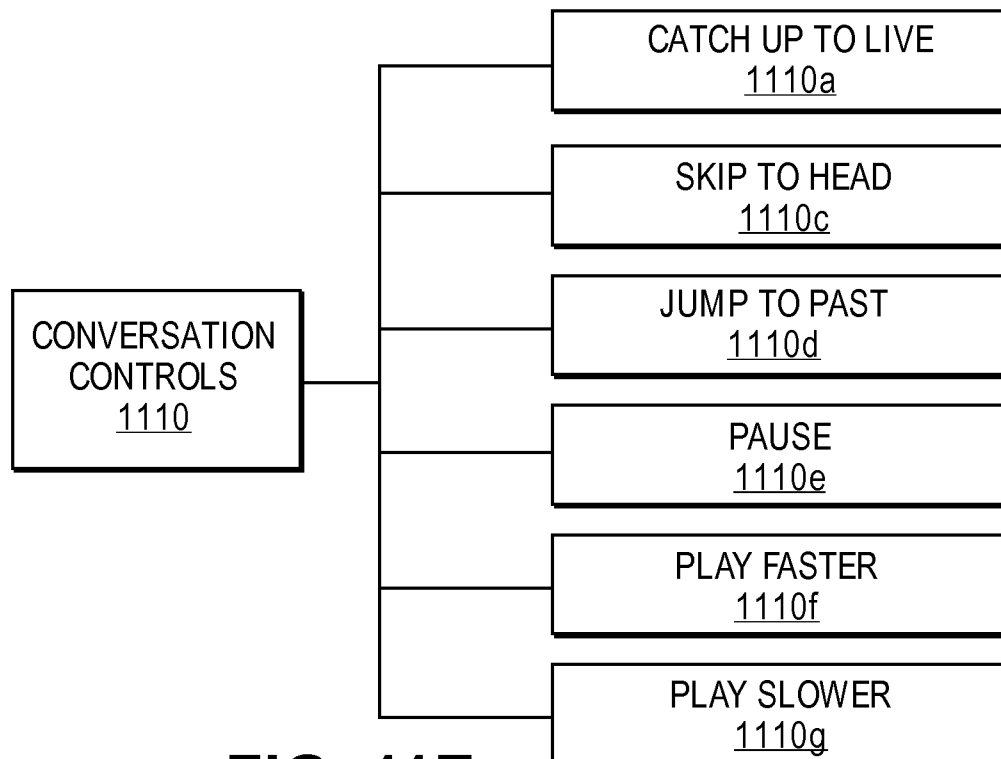 CATCH UP TO LIVE
1110a
SKIP TO HEAD
1110c
JUMP TO PAST
1110d
CONVERSATION
CONTROLS
1110
PAUSE
1110e
PLAY FASTER
1110f
PLAY SLOWER
1110g